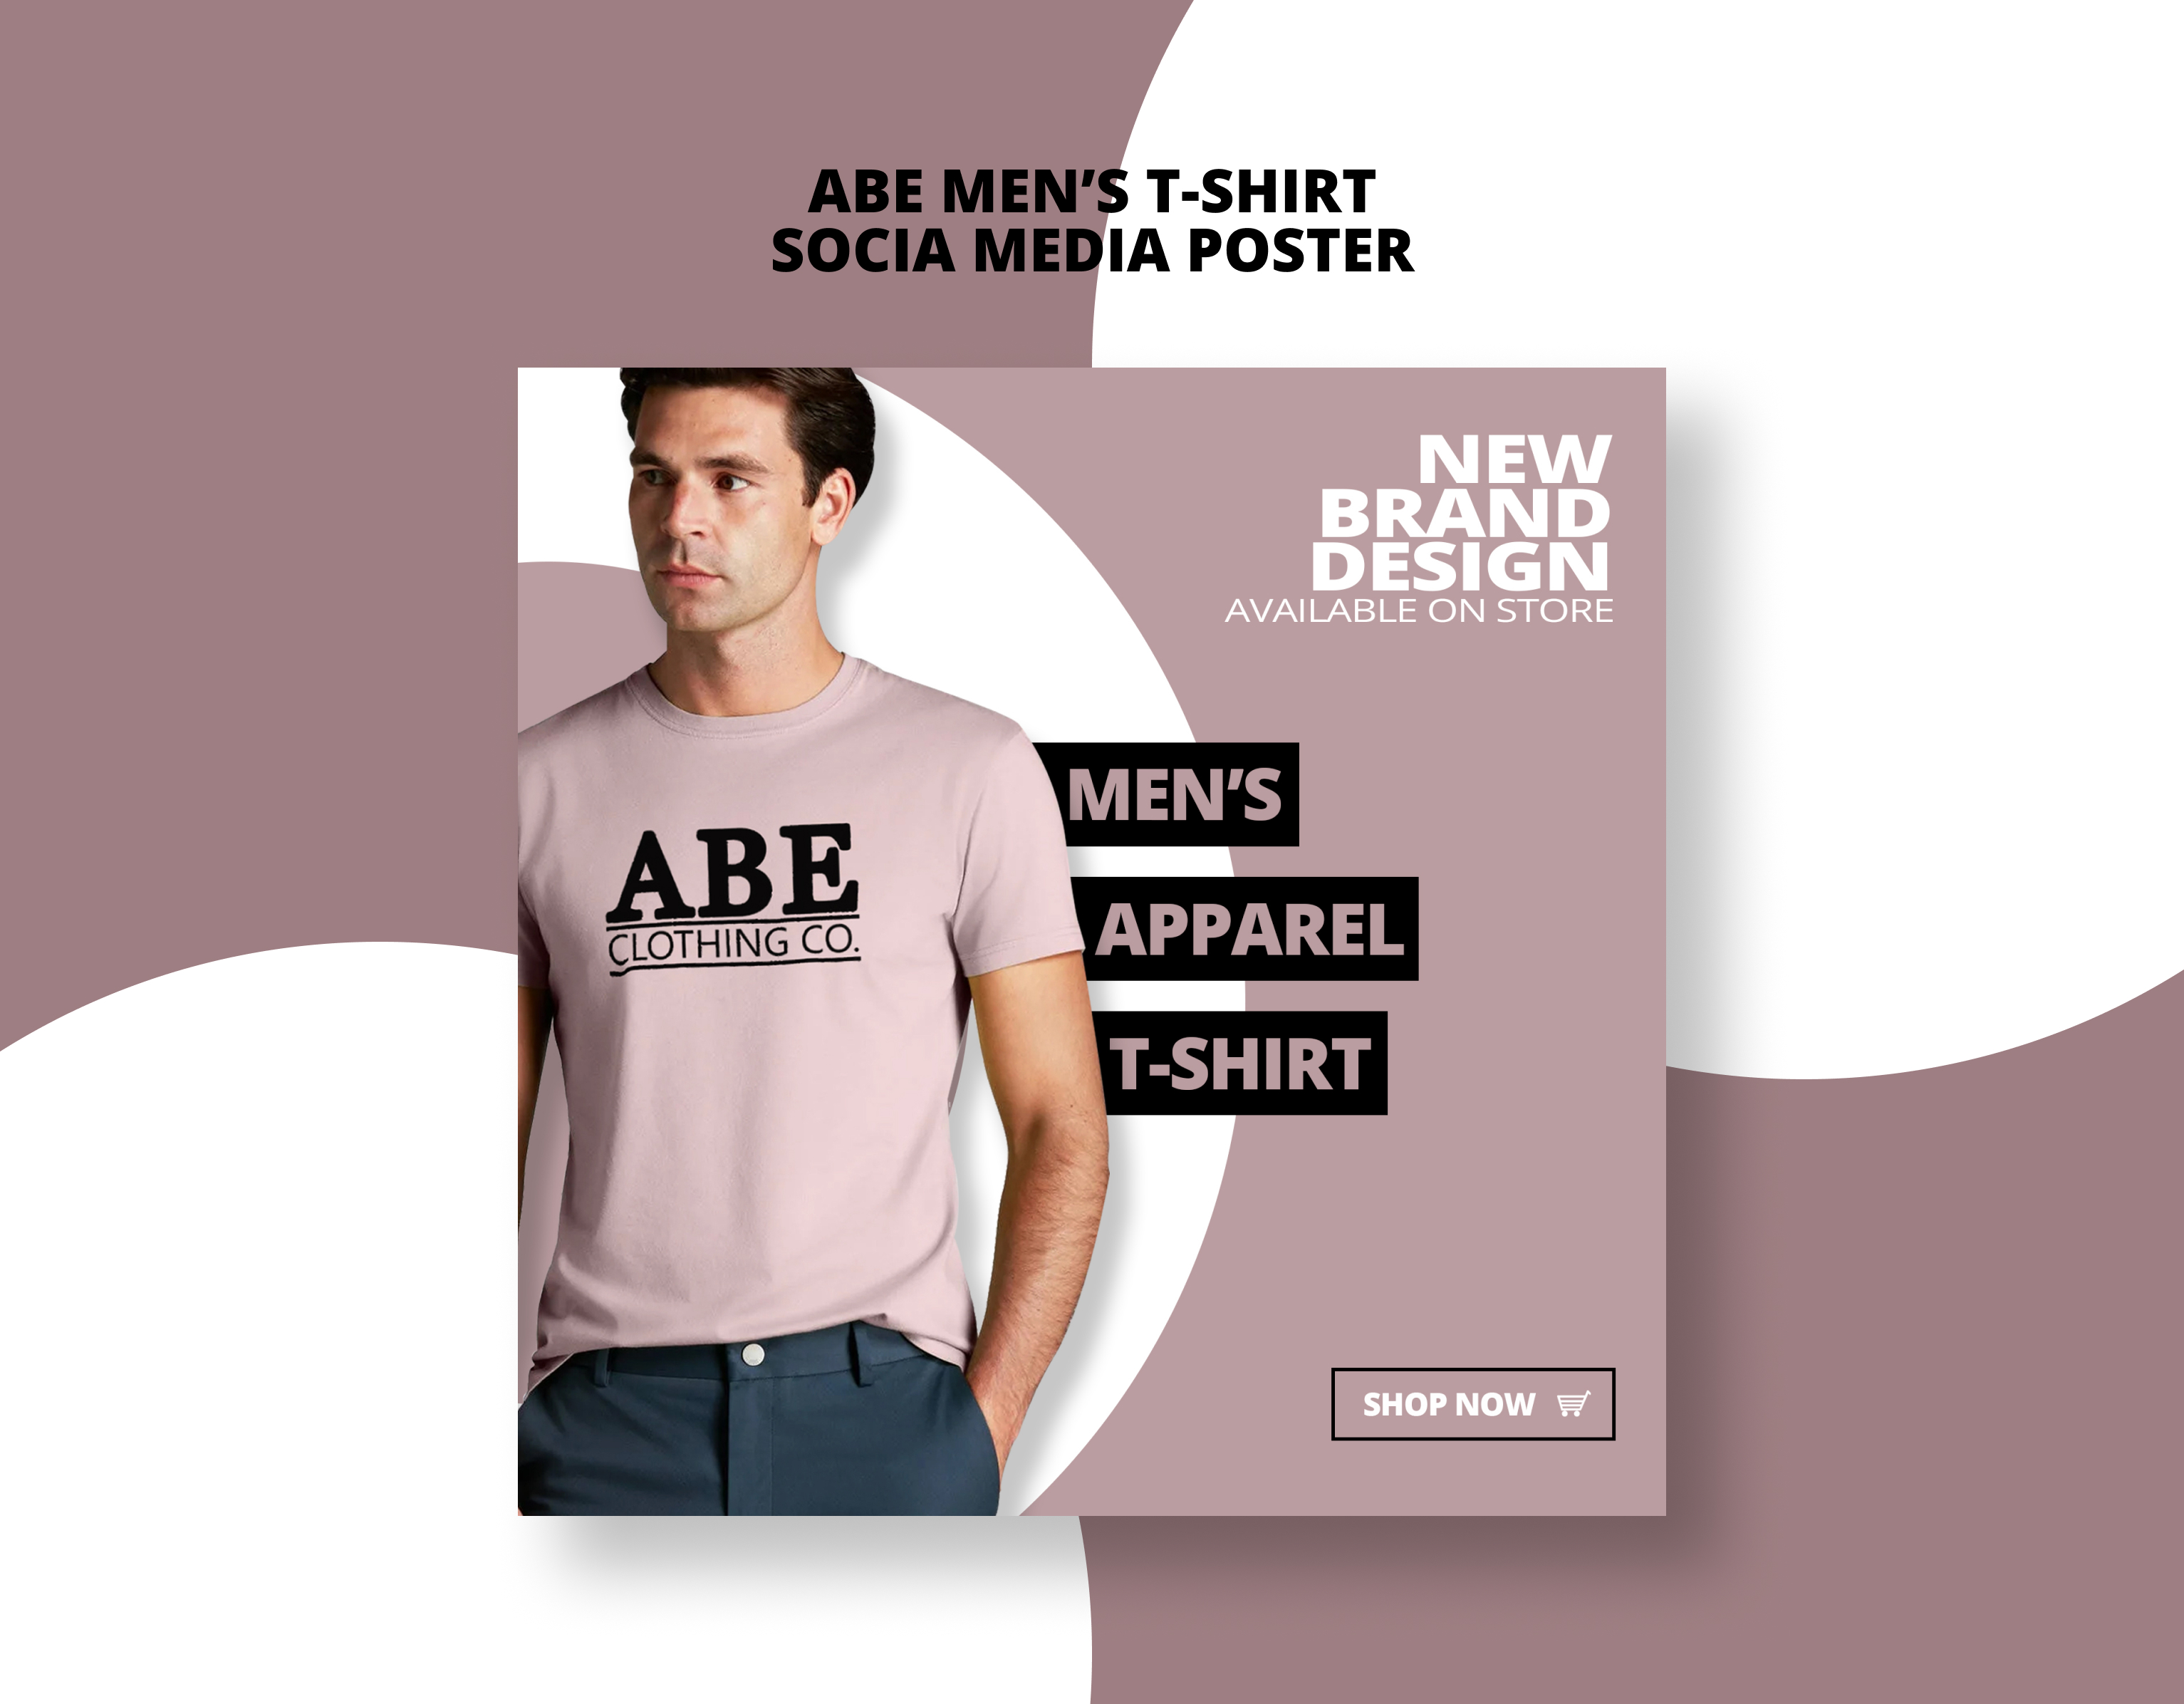 ABE MEN’S T-SHIRT
SOCIA MEDIA POSTER
NEW
BRAND
DESIGN
AVAILABLE ON STORE
MEN’S
APPAREL
T-SHIRT
ABE
CLOTHING CO.
SHOP NOW